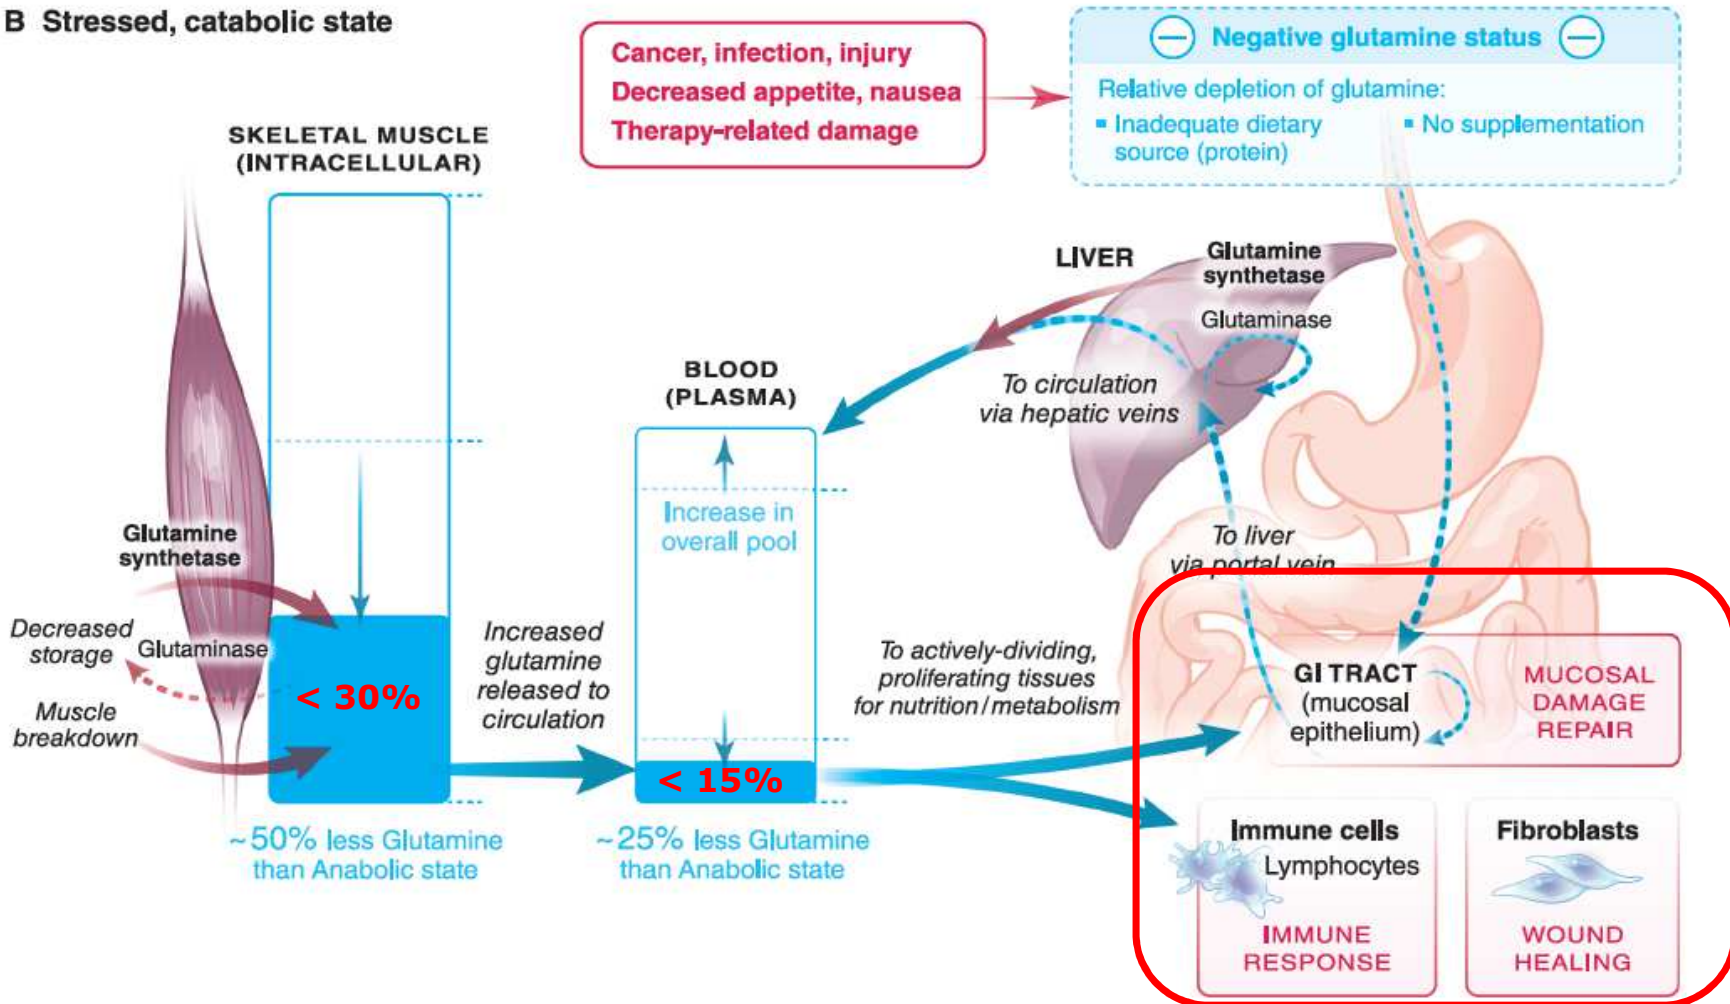 B Stressed, catabolic state
Cancer, infection, injury
Decreased appetite, nausea
Therapy-related damage
Negative glutamine status
Relative depletion of glutamine:
▪ Inadequate dietary
source (protein)
▪ No supplementation
SKELETAL MUSCLE
(INTRACELLULAR)
LIVER
Glutamine
synthetase
Glutaminase
BLOOD
(PLASMA)
To circulation
via hepatic veins
Increase in
overall pool
To liver
via portal vein
Glutamine
synthetase
Decreased
storage
Glutaminase
Muscle
breakdown
< 30%
Increased
glutamine
released to
circulation
< 15%
To actively-dividing,
proliferating tissues
for nutrition/metabolism
GI TRACT
(mucosal
epithelium)
MUCOSAL
DAMAGE
REPAIR
~50% less Glutamine
than Anabolic state
~25% less Glutamine
than Anabolic state
Immune cells
Lymphocytes
IMMUNE
RESPONSE
Fibroblasts
WOUND
HEALING